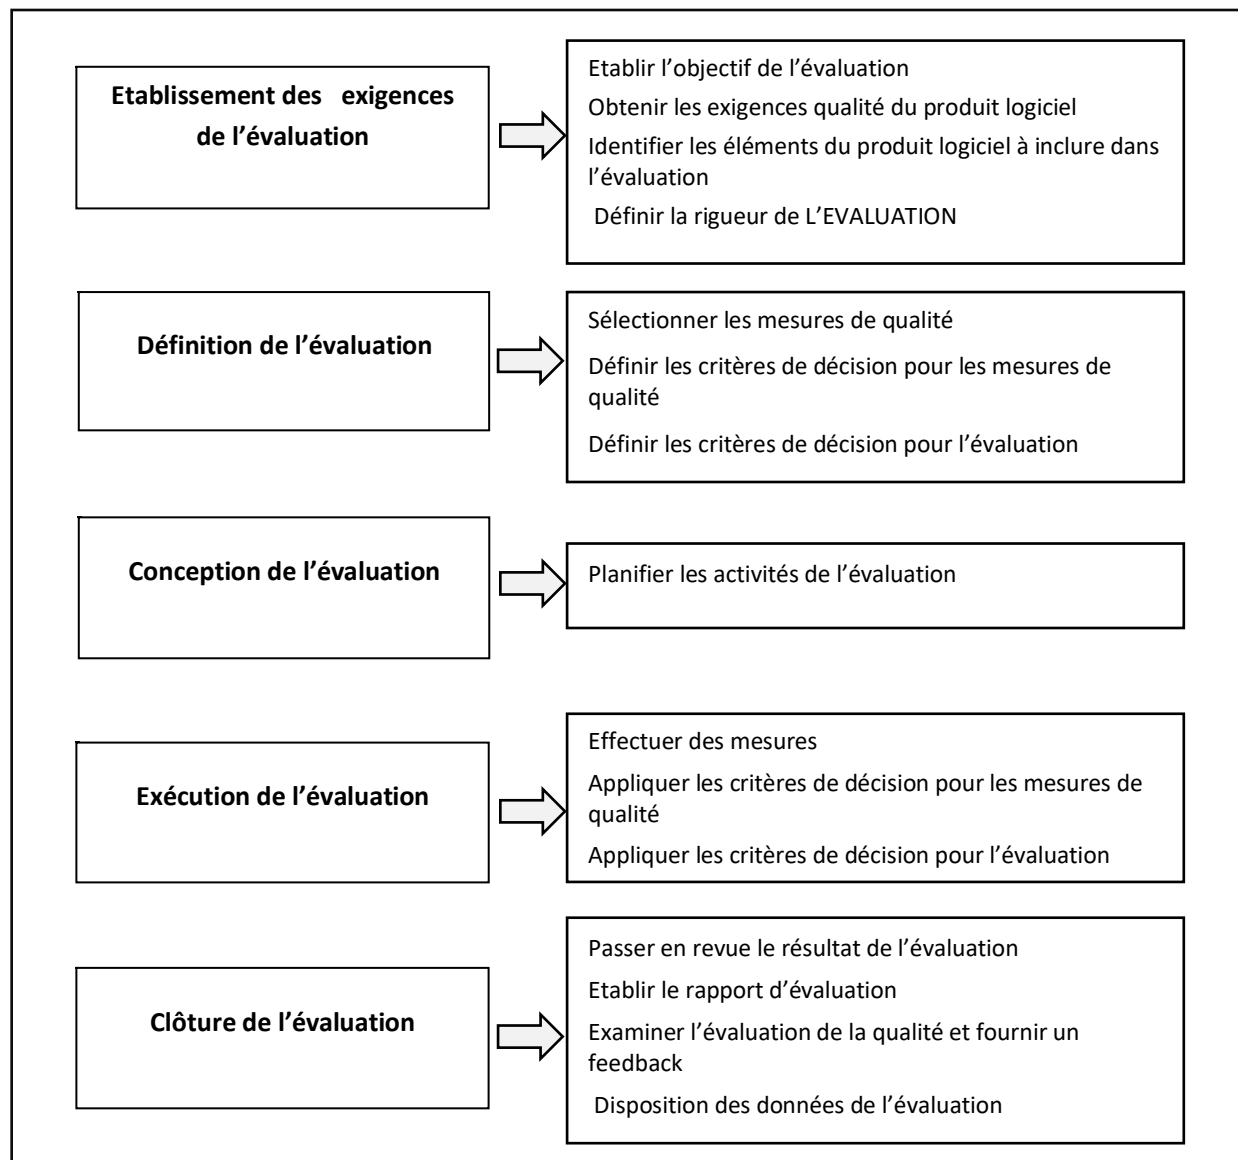 Etablissement des exigences
de l’évaluation
Etablir l’objectif de l’évaluation
Obtenir les exigences qualité du produit logiciel
Identifier les éléments du produit logiciel à inclure dans
l’évaluation
Définir la rigueur de L’EVALUATION
Définition de l’évaluation
Sélectionner les mesures de qualité
Définir les critères de décision pour les mesures de
qualité
Définir les critères de décision pour l’évaluation
Conception de l’évaluation
Planifier les activités de l’évaluation
Exécution de l’évaluation
Effectuer des mesures
Appliquer les critères de décision pour les mesures de
qualité
Appliquer les critères de décision pour l’évaluation
Clôture de l’évaluation
Passer en revue le résultat de l’évaluation
Etablir le rapport d’évaluation
Examiner l’évaluation de la qualité et fournir un
feedback
Disposition des données de l’évaluation